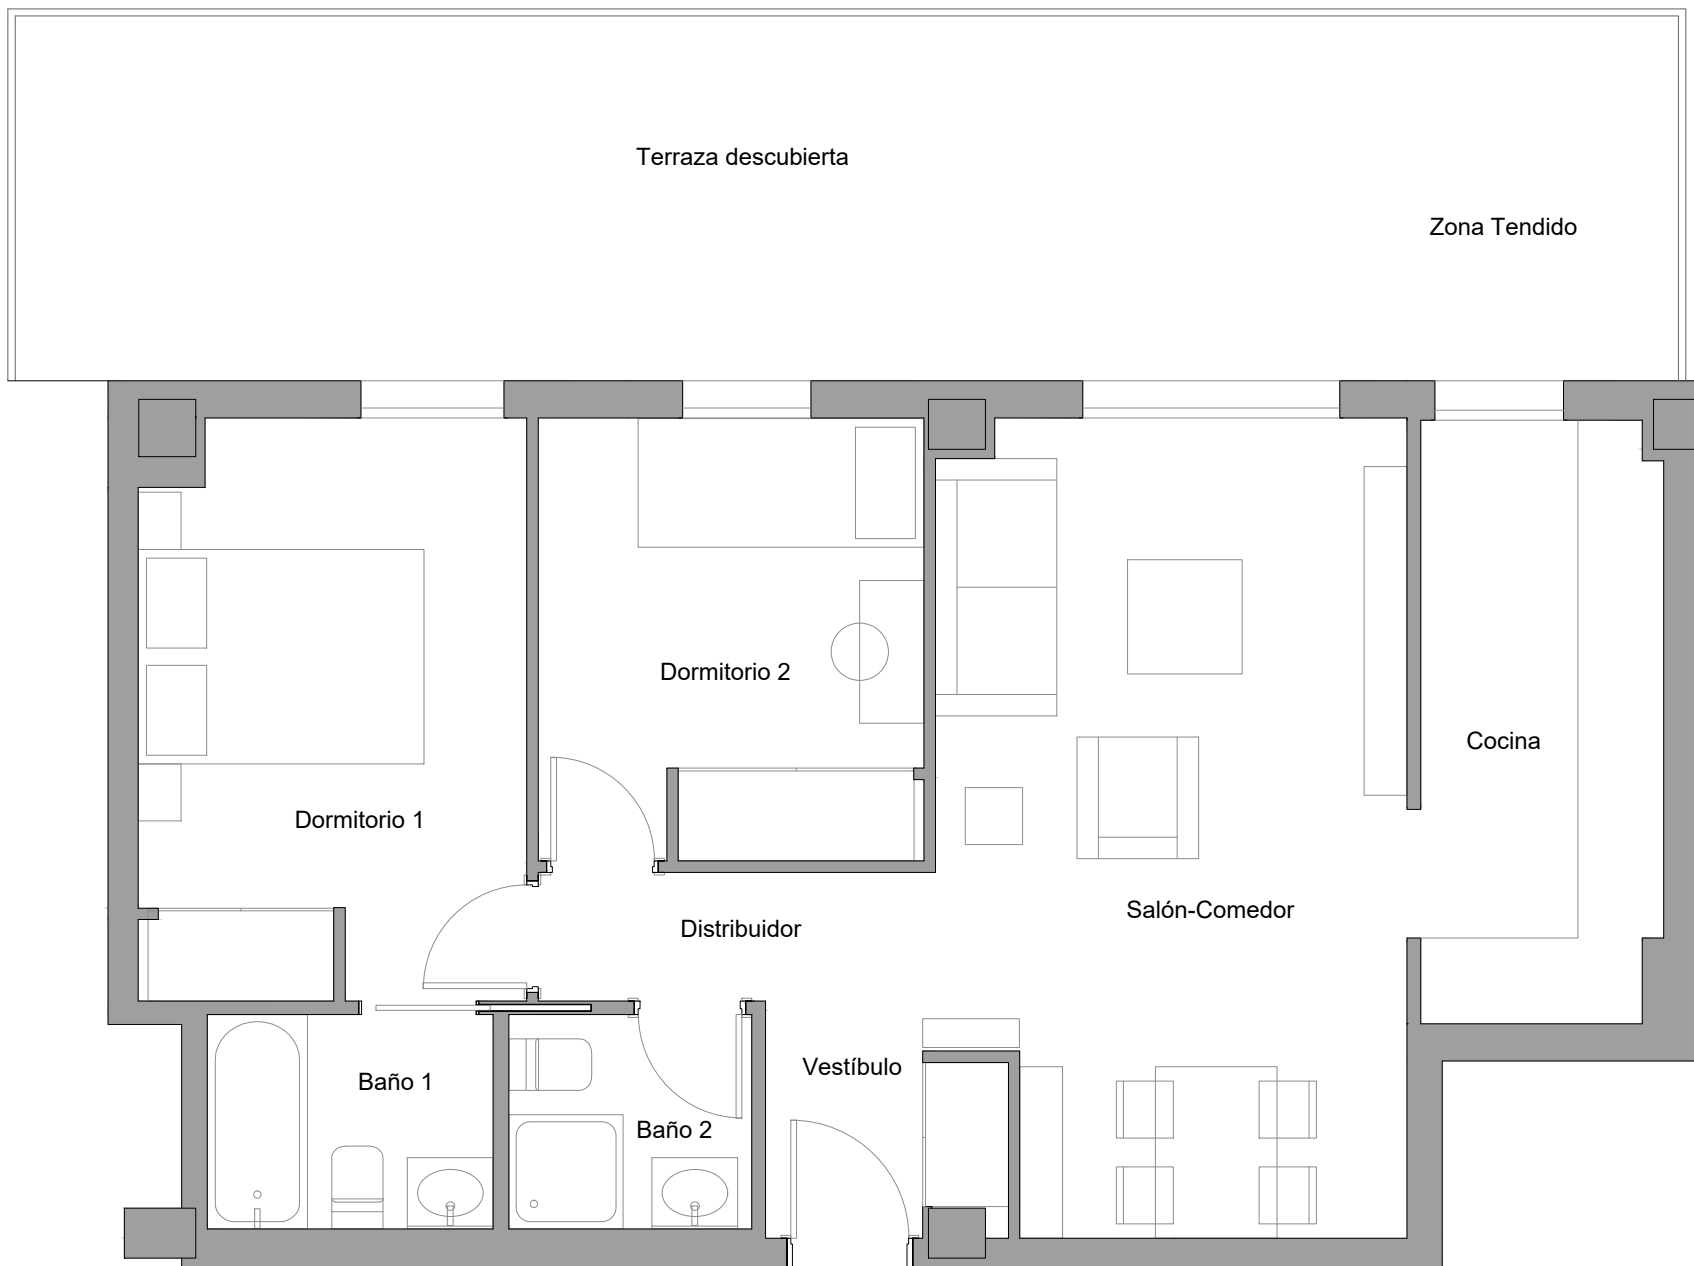 Terraza descubierta
Zona Tendido
Dormitorio 2
Cocina
Dormitorio 1
Salón-Comedor
Distribuidor
Vestíbulo
Baño 1
Baño 2